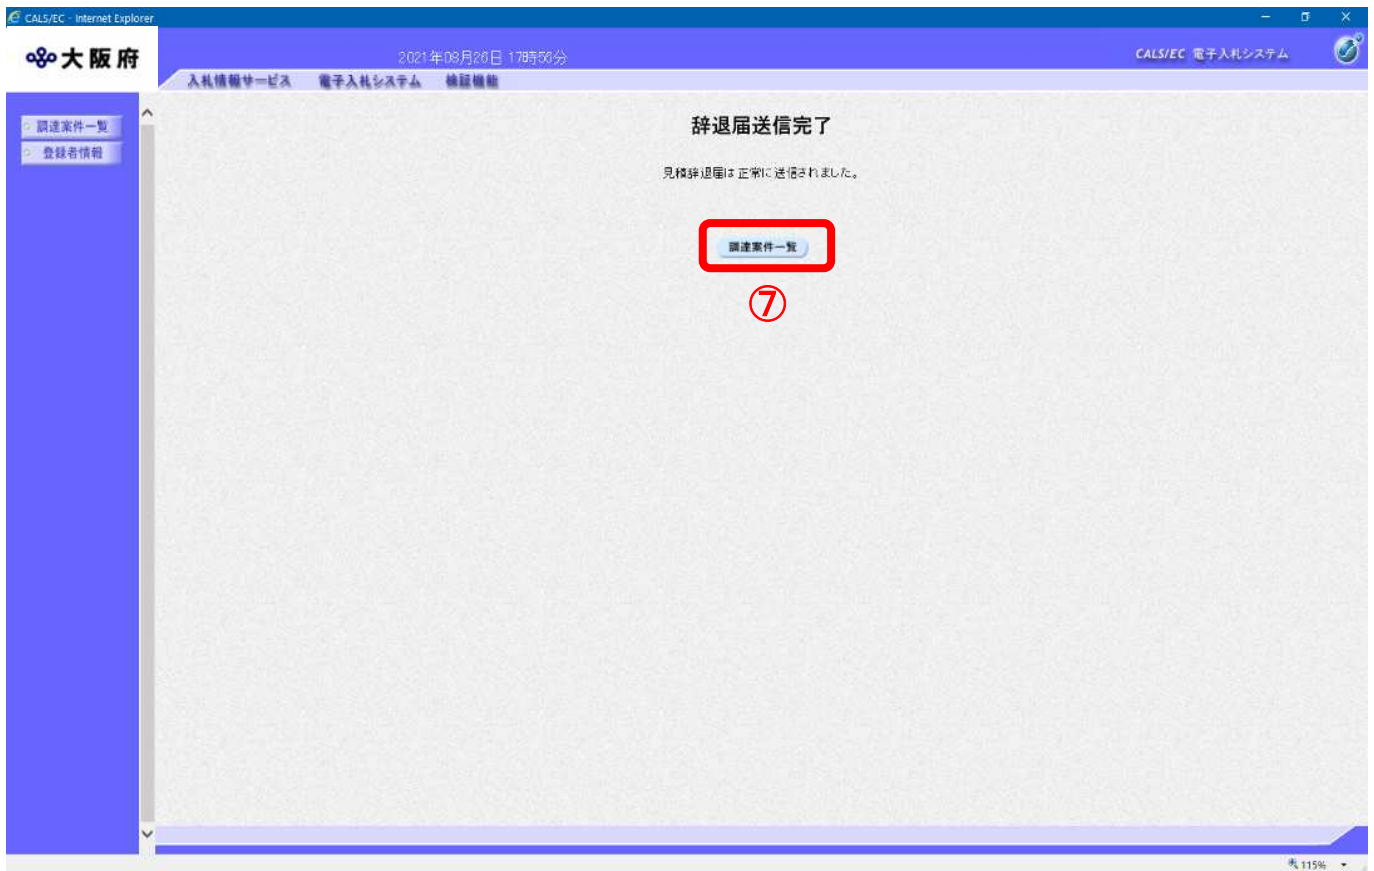 CALS/EC - Internet Explorer
大阪府
2021年08月26日 17時56分
CALS/EC 電子入札システム
入札情報サービス 電子入札システム 検証機能
調達案件一覧
登録者情報
辞退届送信完了
見積辞退届は正常に送信されました。
調達案件一覧
⑦
115%